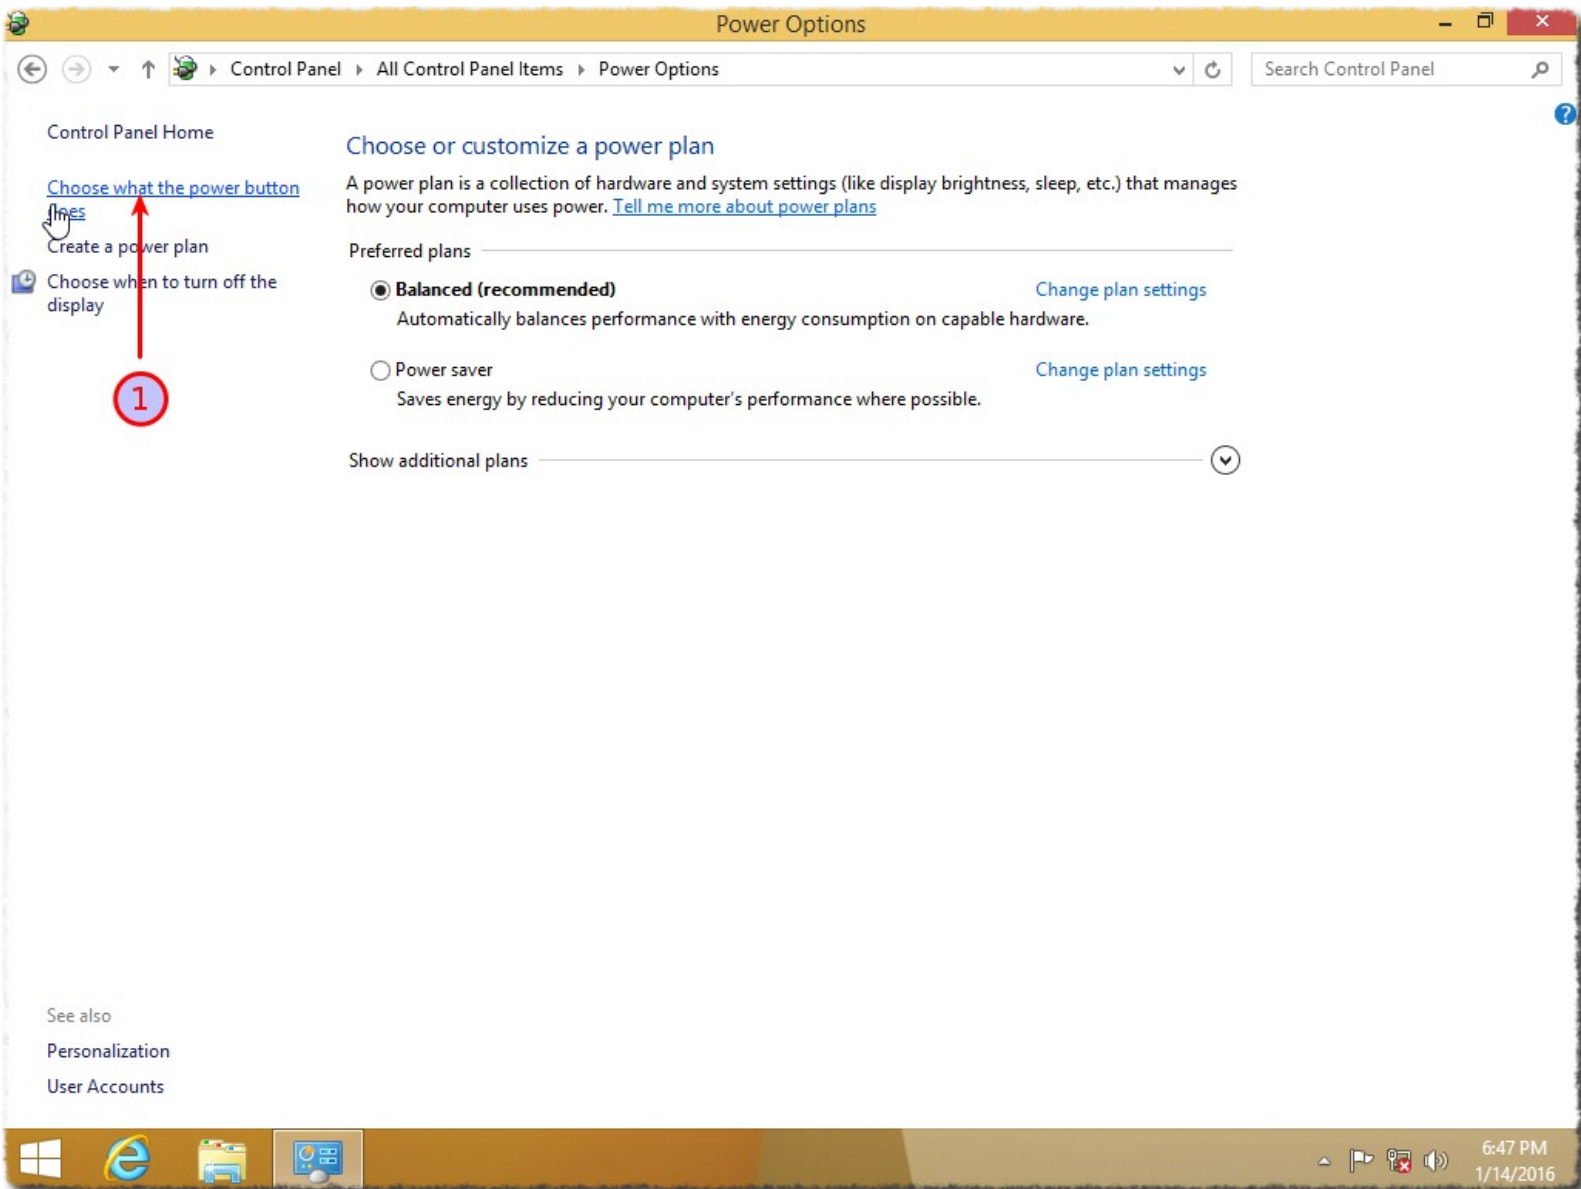 Power Options
Control Panel
All Control Panel Items
Power Options
Search Control Panel
Control Panel Home
Choose what the power button
does
Create a power plan
Choose when to turn off the
display
1
Choose or customize a power plan
A power plan is a collection of hardware and system settings (like display brightness, sleep, etc.) that manages
how your computer uses power. Tell me more about power plans
Preferred plans
Balanced (recommended)
Change plan settings
Automatically balances performance with energy consumption on capable hardware.
Power saver
Change plan settings
Saves energy by reducing your computer's performance where possible.
Show additional plans
See also
Personalization
User Accounts
6:47 PM
1/14/2016